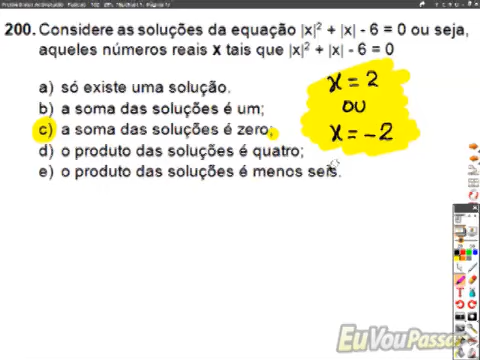 200. Considere as soluções da equação |x|² + |x| - 6 = 0 ou seja,
aqueles números reais x tais que |x|² + |x| - 6 = 0
a) só existe uma solução.
b) a soma das soluções é um;
c) a soma das soluções é zero;
d) o produto das soluções é quatro;
e) o produto das soluções é menos seis.
x = 2
ou
x = -2
EuVouPassar